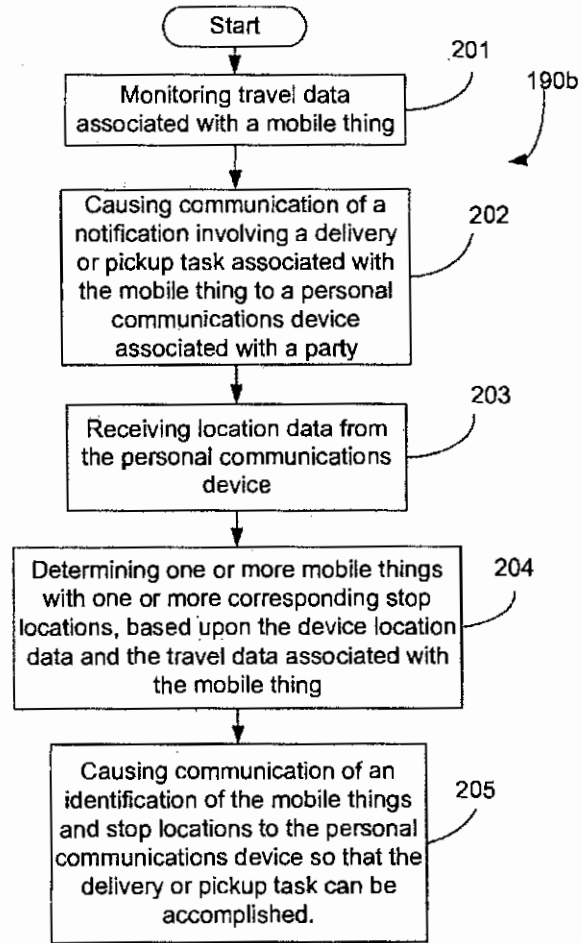 Start
201
Monitoring travel data
associated with a mobile thing
190b
Causing communication of a
notification involving a delivery
or pickup task associated with
the mobile thing to a personal
communications device
associated with a party
202
203
Receiving location data from
the personal communications
device
Determining one or more mobile things
with one or more corresponding stop
locations, based upon the device location
data and the travel data associated with
the mobile thing
204
Causing communication of an
identification of the mobile things
and stop locations to the personal
communications device so that the
delivery or pickup task can be
accomplished.
205